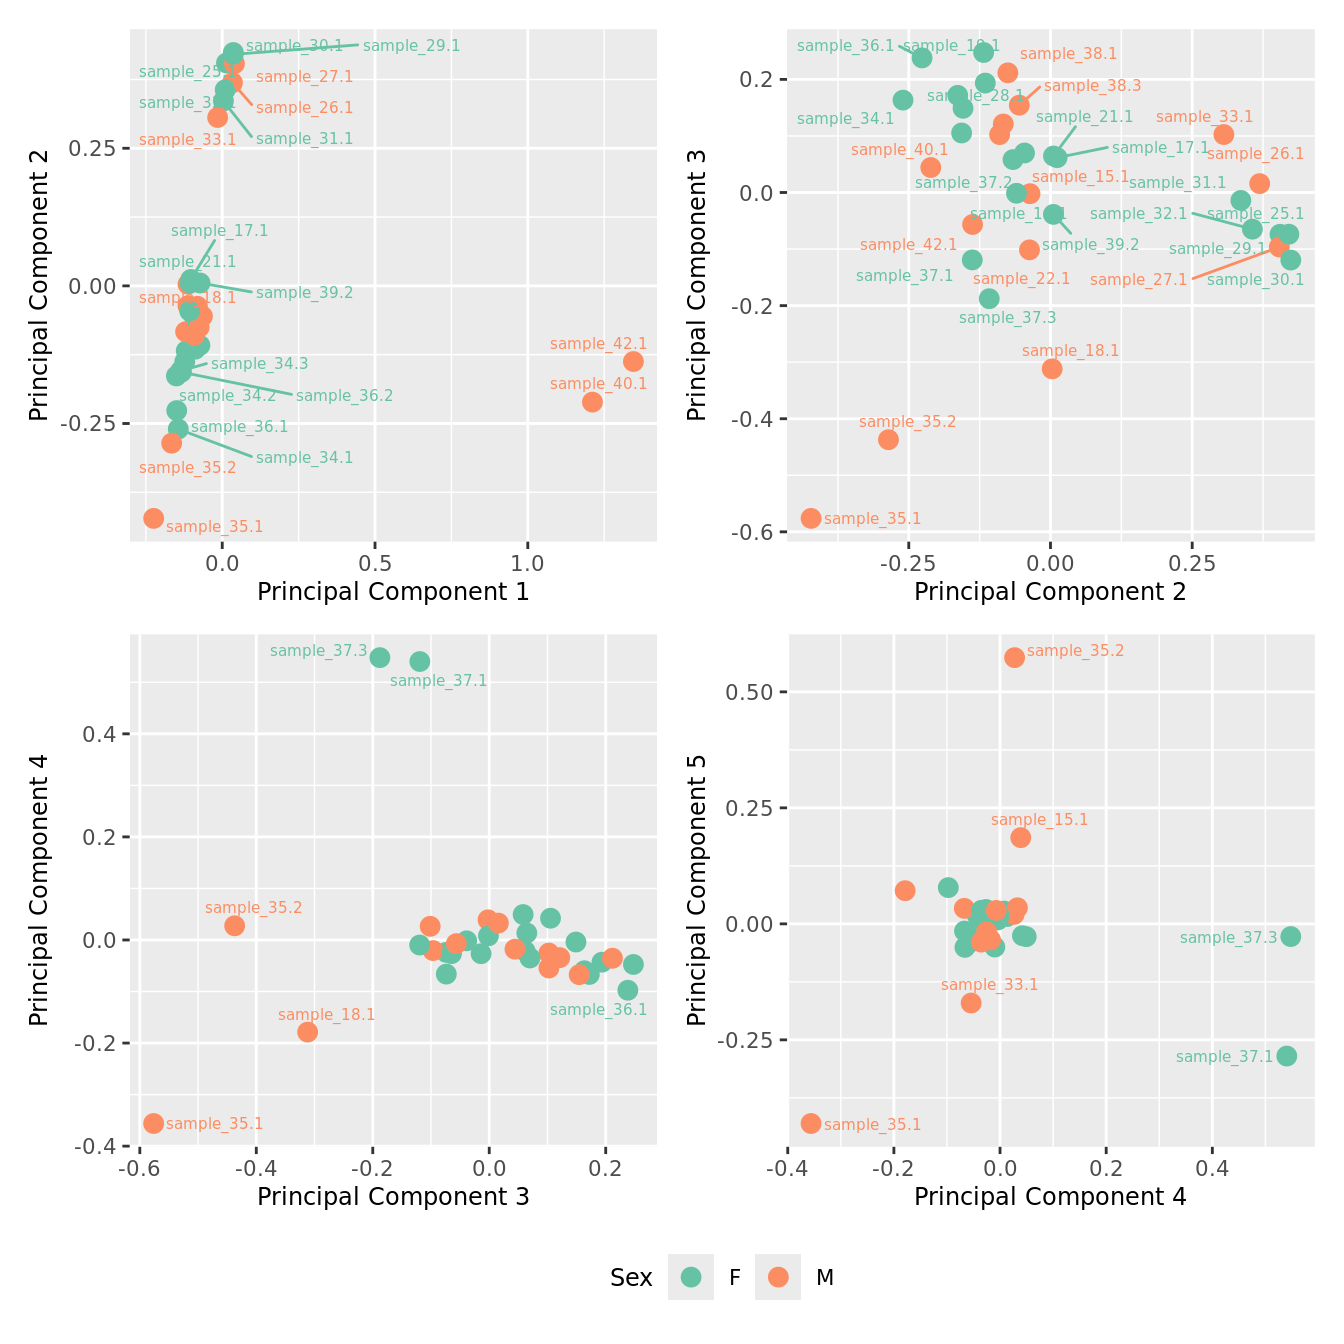 sample_30.1
sample_29.1
sample_27.1
sample_26.1
sample_33.1
sample_31.1
0.25
sample_17.1
sample_21.1
0.00
sample_39.2
sample_18.1
sample_42.1
sample_34.3
sample_40.1
sample_34.2
sample_36.2
-0.25
sample_36.1
sample_34.1
sample_35.2
sample_35.1
0.0
0.5
1.0
Principal Component 1
Principal Component 2
sample_36.1
sample_38.1
0.2
sample_38.3
sample_28.1
sample_34.1
sample_21.1
sample_33.1
sample_40.1
sample_17.1
sample_26.1
0.0
sample_37.2
sample_15.1
sample_31.1
sample_32.1
sample_25.1
sample_42.1
sample_39.2
sample_29.1
sample_37.1
sample_22.1
sample_27.1
sample_30.1
-0.2
sample_37.3
sample_18.1
-0.4
sample_35.2
-0.6
sample_35.1
-0.25
0.00
0.25
Principal Component 2
Principal Component 3
sample_37.3
sample_37.1
0.4
0.2
sample_35.2
0.0
sample_36.1
sample_18.1
-0.2
sample_35.1
-0.4
-0.6
-0.4
-0.2
0.0
0.2
Principal Component 3
Principal Component 4
sample_35.2
0.50
0.25
sample_15.1
0.00
sample_37.3
sample_33.1
-0.25
sample_37.1
sample_35.1
-0.4
-0.2
0.0
0.2
0.4
Principal Component 4
Principal Component 5
Sex F M